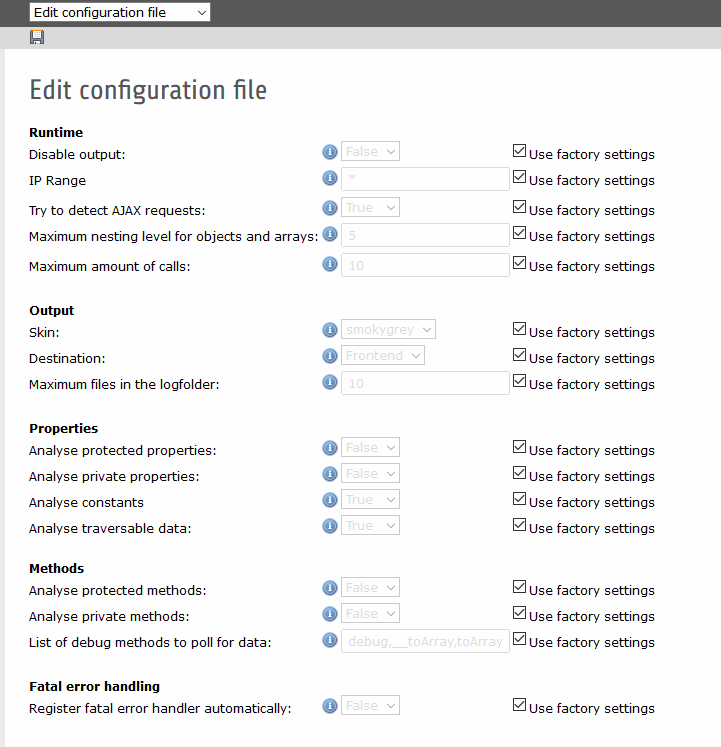 Edit configuration file
Edit configuration file
Runtime
Disable output: False Use factory settings
IP Range * Use factory settings
Try to detect AJAX requests: True Use factory settings
Maximum nesting level for objects and arrays: 5 Use factory settings
Maximum amount of calls: 10 Use factory settings
Output
Skin: smokygrey Use factory settings
Destination: Frontend Use factory settings
Maximum files in the logfolder: 10 Use factory settings
Properties
Analyse protected properties: False Use factory settings
Analyse private properties: False Use factory settings
Analyse constants True Use factory settings
Analyse traversable data: True Use factory settings
Methods
Analyse protected methods: False Use factory settings
Analyse private methods: False Use factory settings
List of debug methods to poll for data: debug,__toArray,toArray Use factory settings
Fatal error handling
Register fatal error handler automatically: False Use factory settings